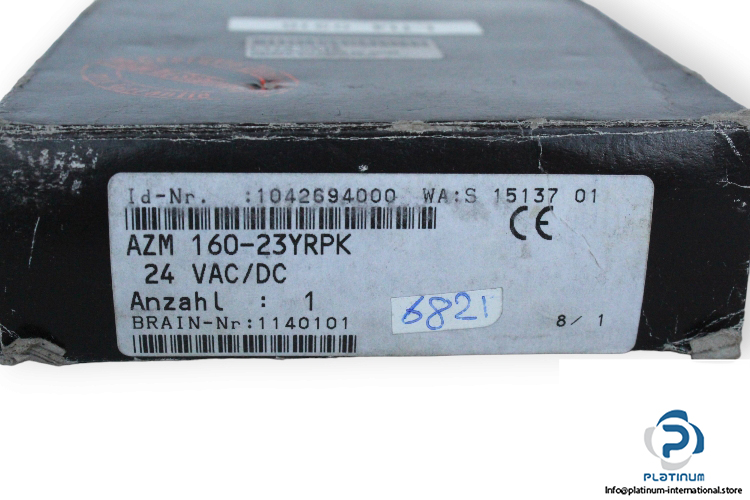 Id-Nr. :1042694000 WA:S 15137 01
CE
AZM 160-23YRPK
24 VAC/DC
Anzahl : 1
6821
BRAIN-Nr:1140101
8/ 1
PLATINUM
Info@platinum-international.store